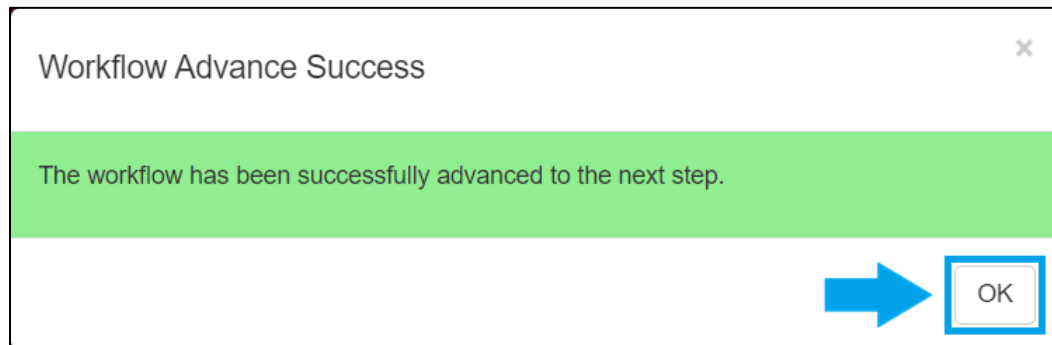 Workflow Advance Success
×
The workflow has been successfully advanced to the next step.
OK